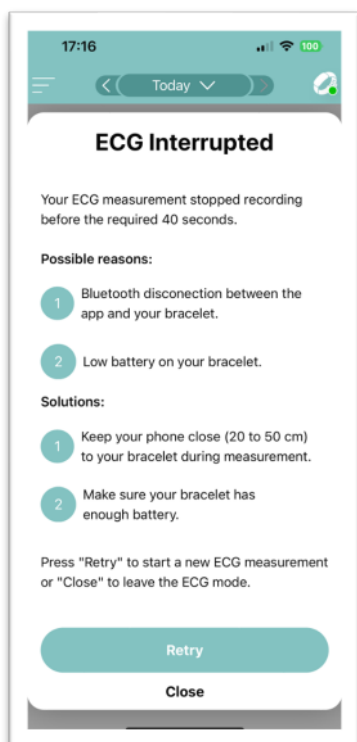 17:16
100
Today
ECG Interrupted
Your ECG measurement stopped recording
before the required 40 seconds.
Possible reasons:
1 Bluetooth disconection between the
app and your bracelet.
2 Low battery on your bracelet.
Solutions:
1 Keep your phone close (20 to 50 cm)
to your bracelet during measurement.
2 Make sure your bracelet has
enough battery.
Press "Retry" to start a new ECG measurement
or "Close" to leave the ECG mode.
Retry
Close